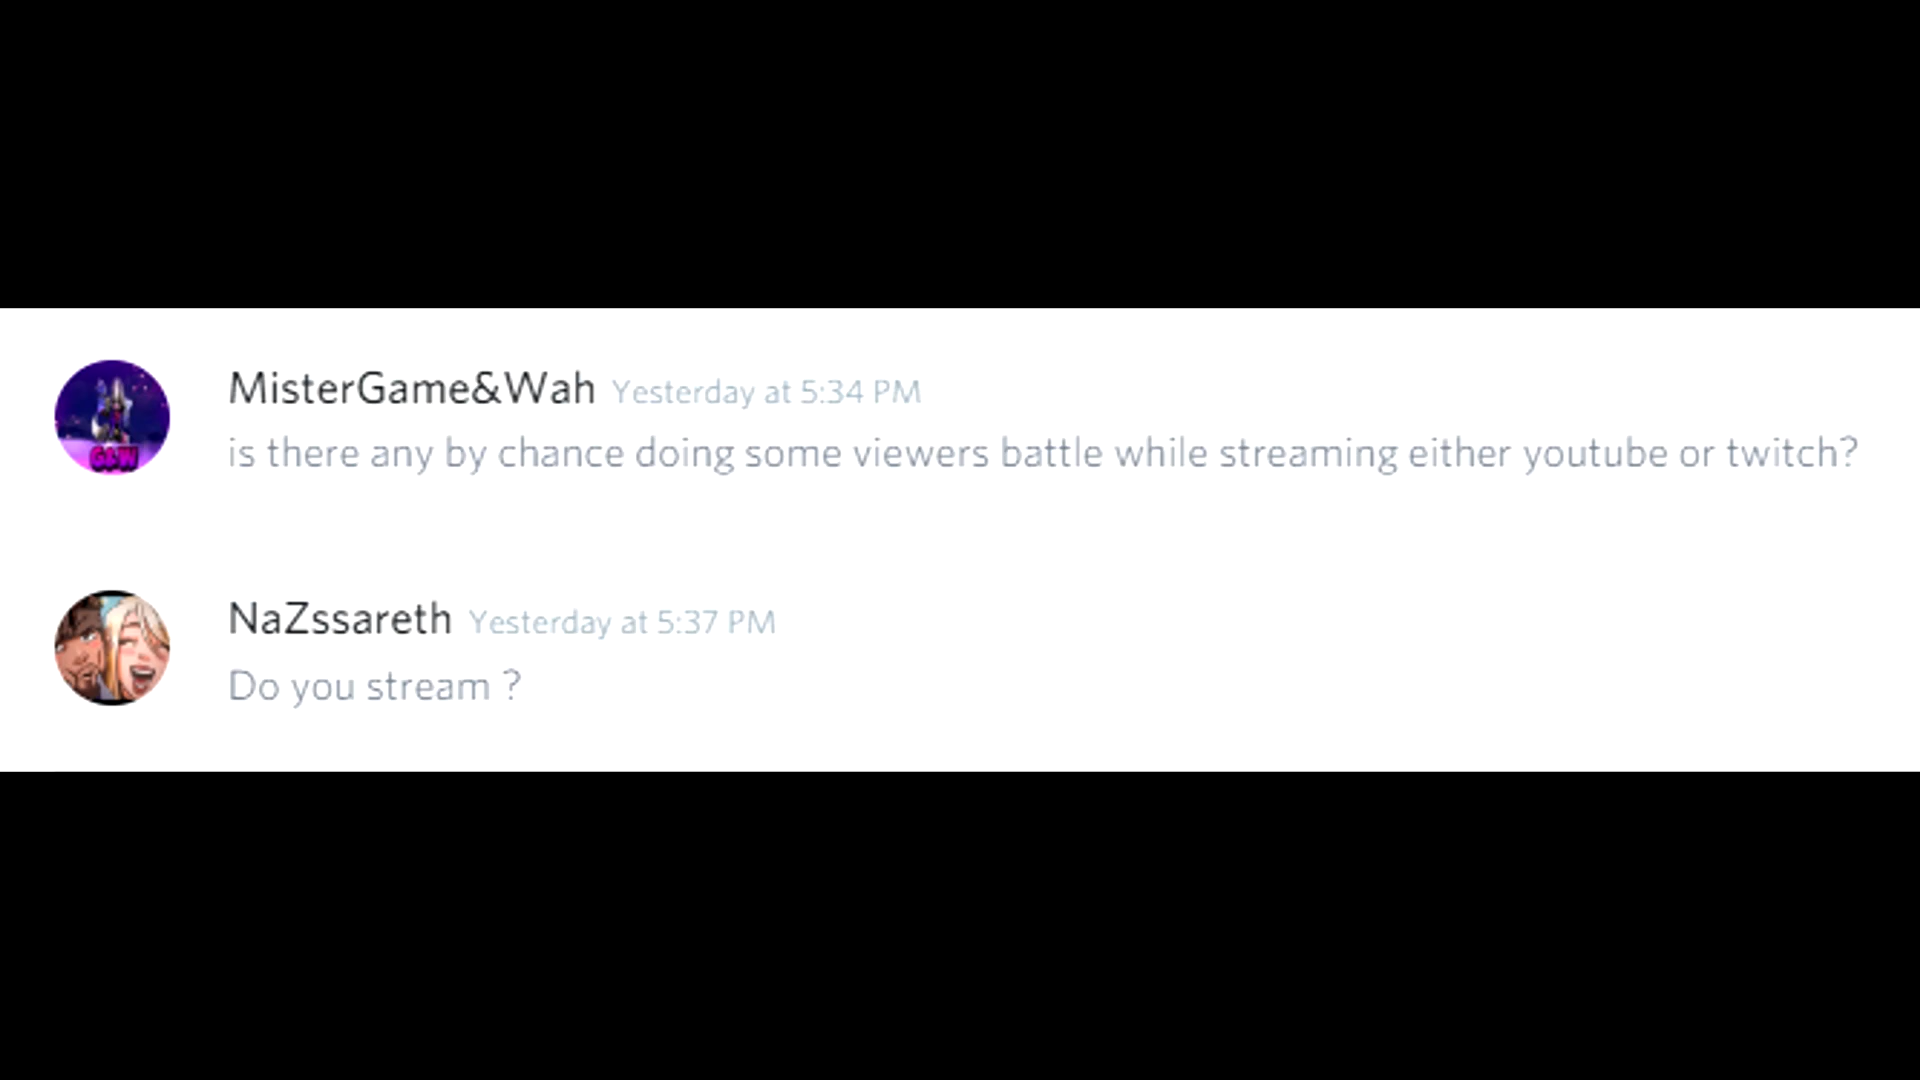 MisterGame&Wah Yesterday at 5:34 PM
is there any by chance doing some viewers battle while streaming either youtube or twitch?
G&W
NaZssareth Yesterday at 5:37 PM
Do you stream ?